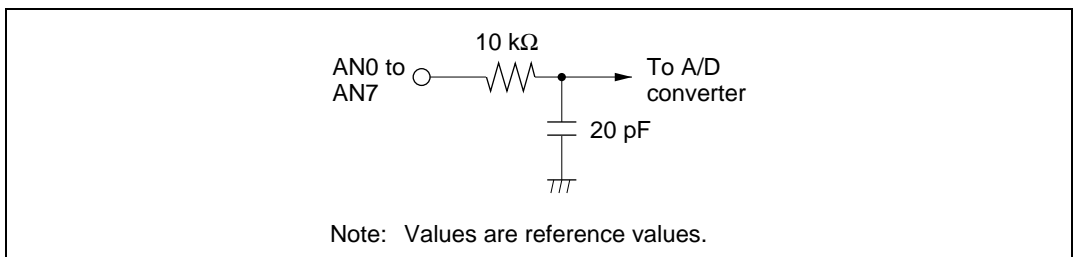 10 kΩ
AN0 to
AN7
To A/D
converter
20 pF
Note: Values are reference values.